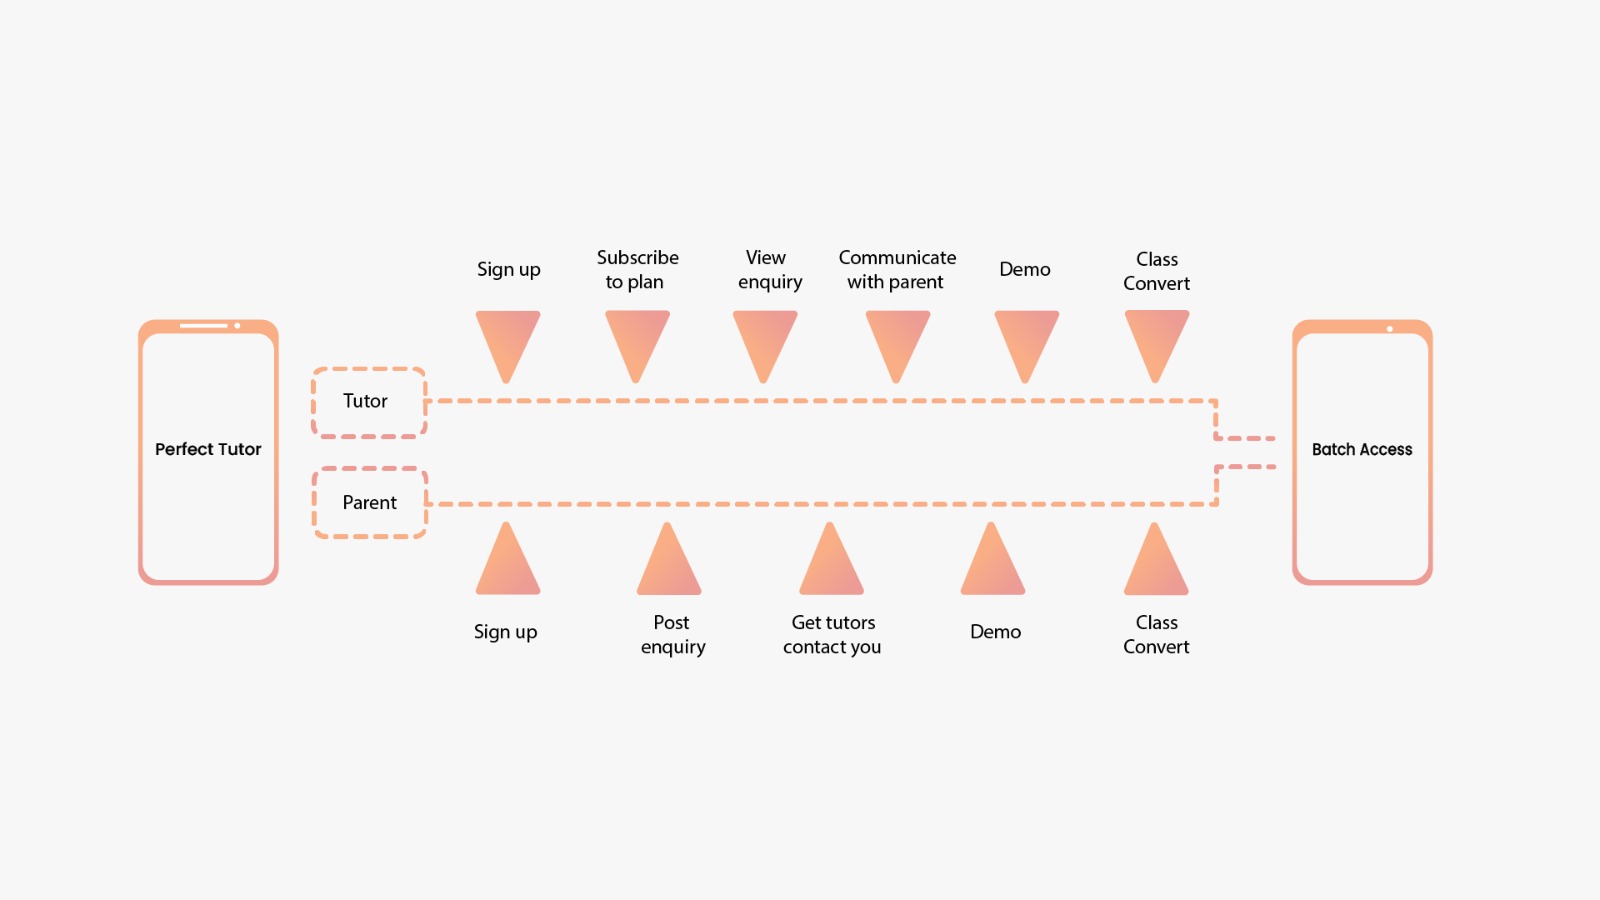 Sign up
Subscribe
to plan
View
enquiry
Communicate
with parent
Demo
Class
Convert
Perfect Tutor
Tutor
Parent
Batch Access
Sign up
Post
enquiry
Get tutors
contact you
Demo
Class
Convert